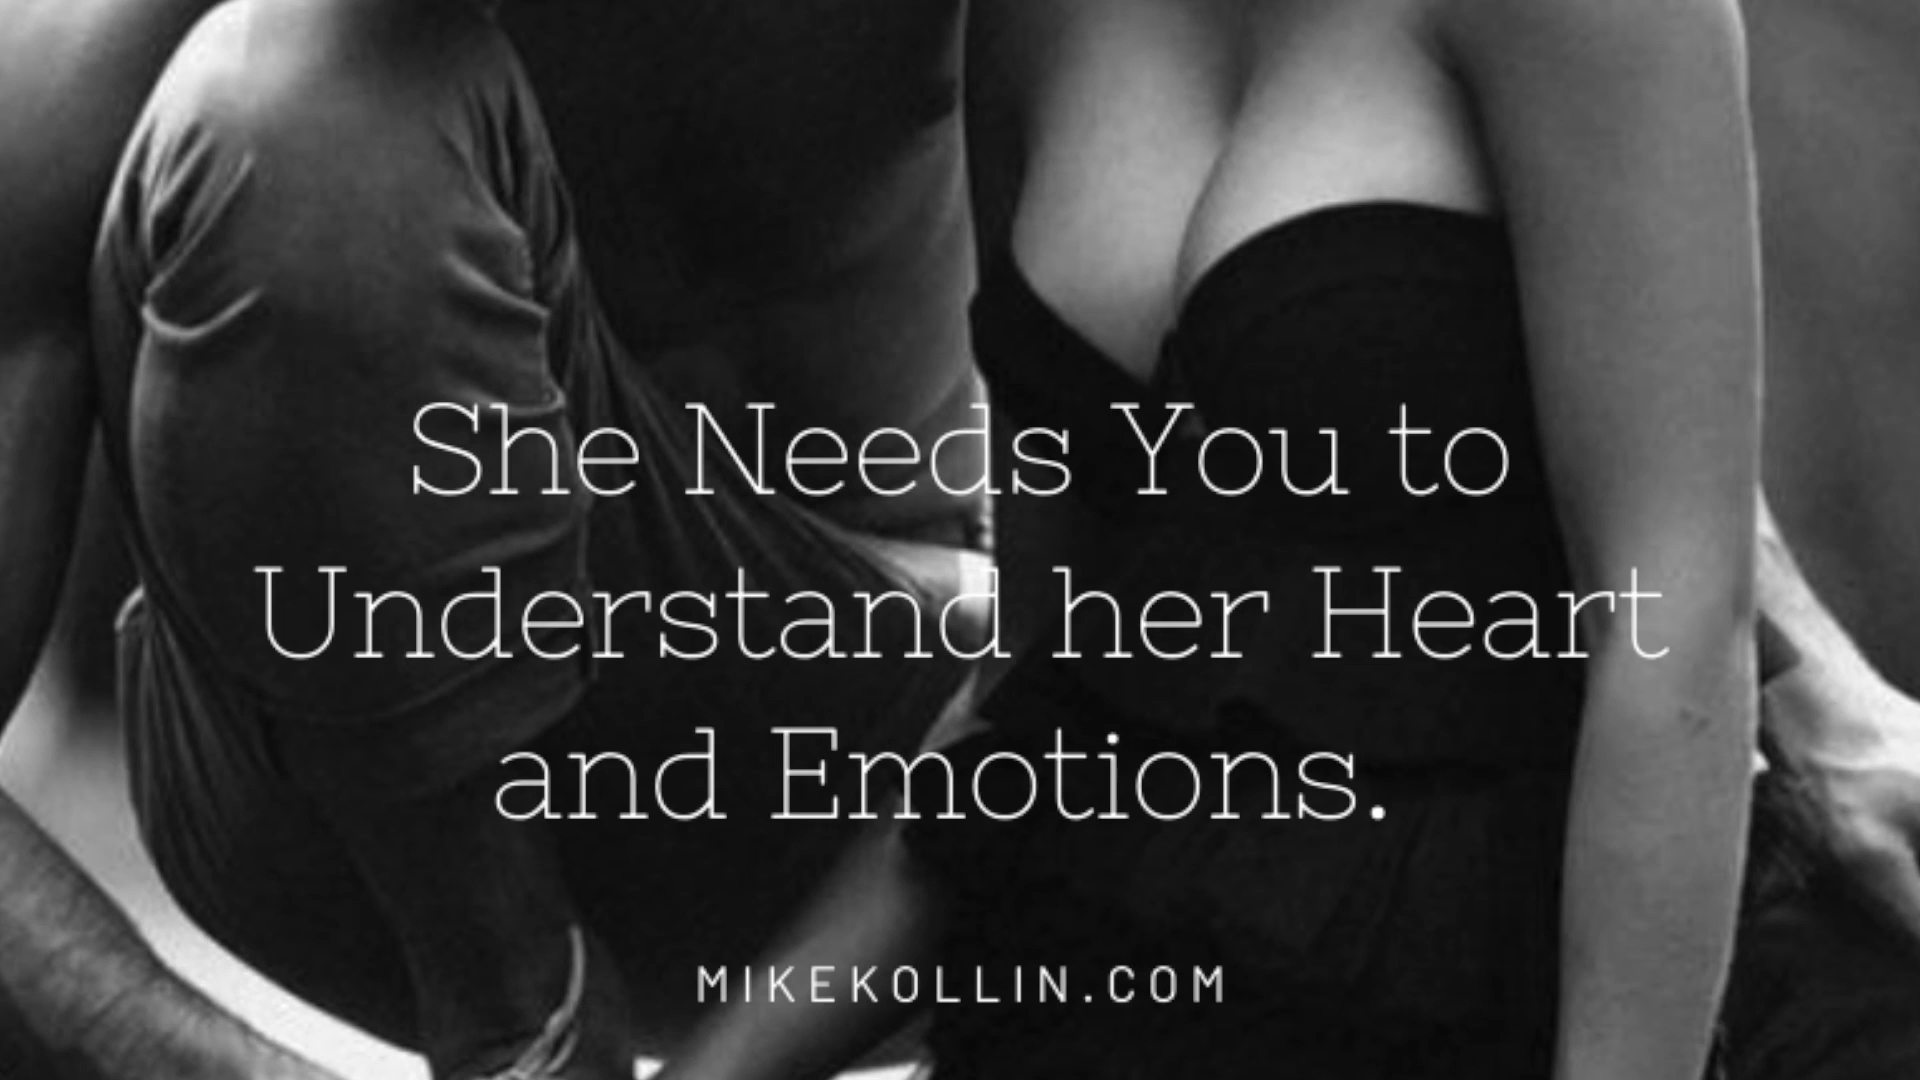 She Needs You to
Understand her Heart
and Emotions.
MIKEKOLLIN.COM